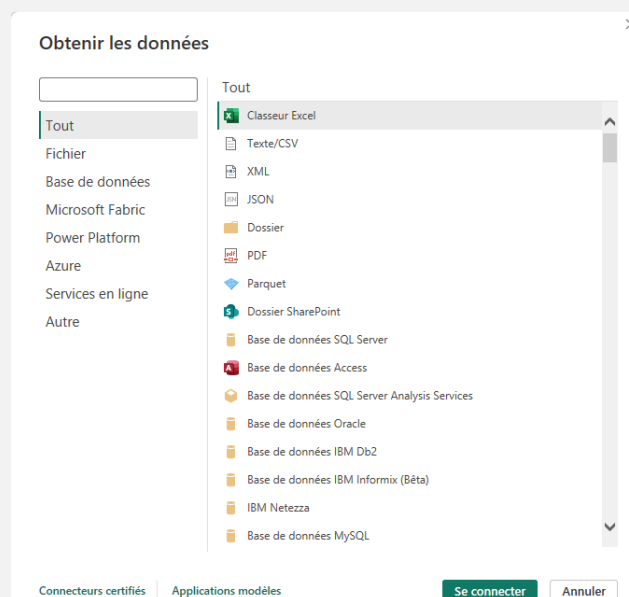 Obtenir les données
Tout
Fichier
Base de données
Microsoft Fabric
Power Platform
Azure
Services en ligne
Autre
Tout
Classeur Excel
Texte/CSV
XML
JSON
Dossier
PDF
Parquet
Dossier SharePoint
Base de données SQL Server
Base de données Access
Base de données SQL Server Analysis Services
Base de données Oracle
Base de données IBM Db2
Base de données IBM Informix (Bêta)
IBM Netezza
Base de données MySQL
Connecteurs certifiés
Applications modèles
Se connecter
Annuler